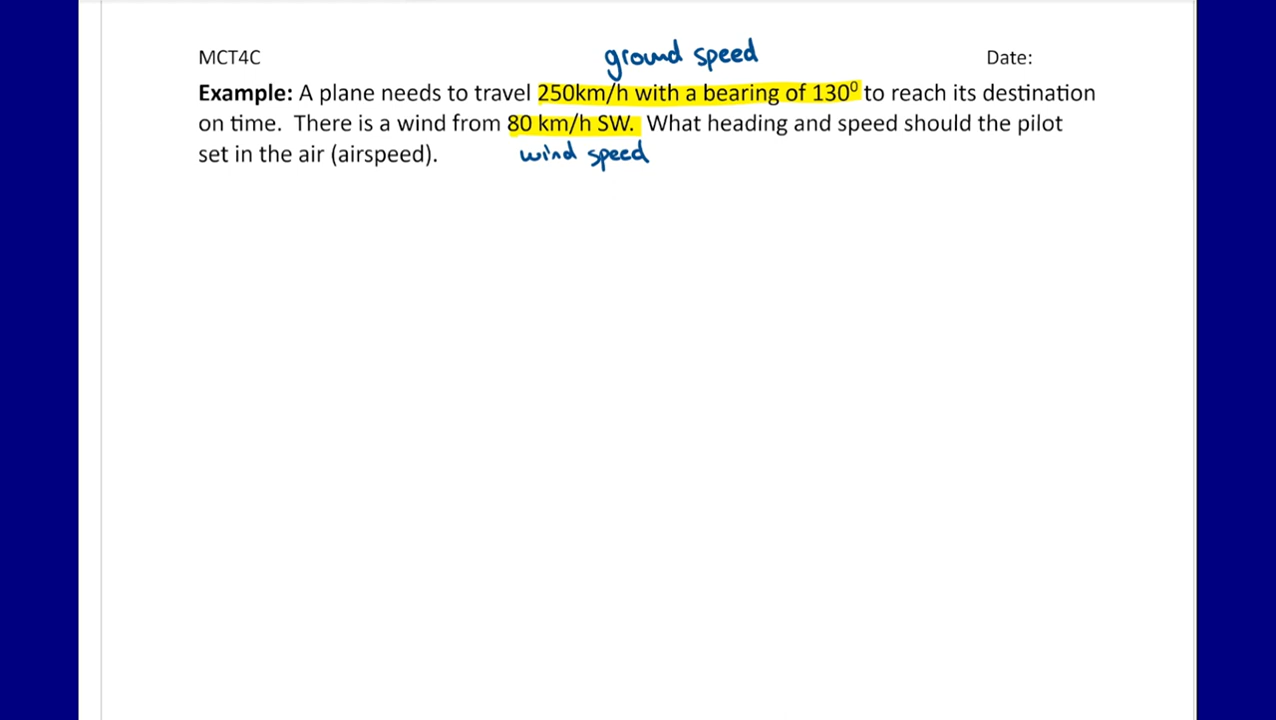 MCT4C ground speed Date:
Example: A plane needs to travel 250km/h with a bearing of 130⁰ to reach its destination
on time. There is a wind from 80 km/h SW. What heading and speed should the pilot
set in the air (airspeed). wind speed